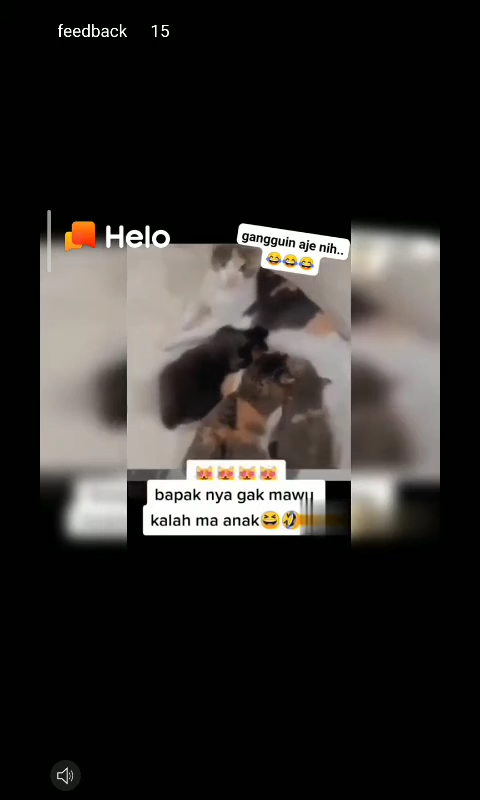 feedback 15
Helo
gangguin aje nih..
😂😂😂
😻😻😻😻
bapak nya gak mawu
kalah ma anak😆🤣